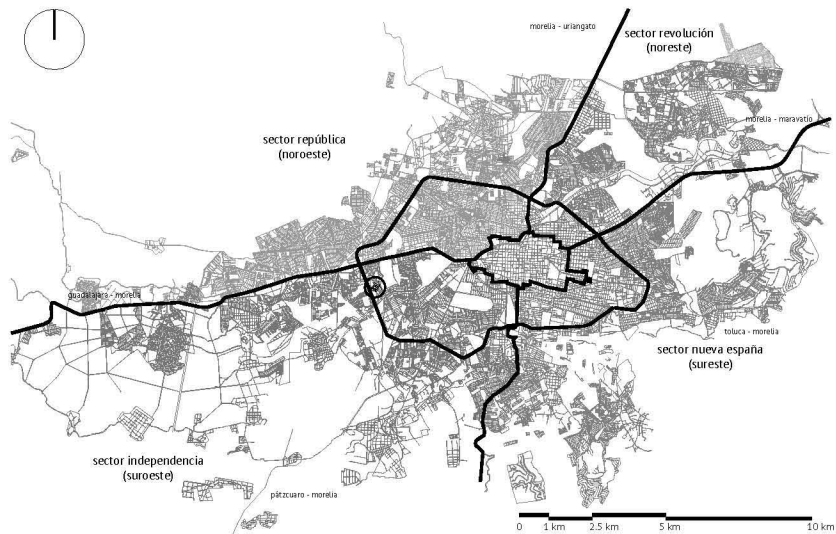 morelia - uriangato
sector revolución
(noreste)
morelia - maravatío
sector república
(noroeste)
guadalajara - morelia
toluca - morelia
sector nueva españa
(sureste)
sector independencia
(suroeste)
pátzcuaro - morelia
0 1 km 2.5 km 5 km 10 km